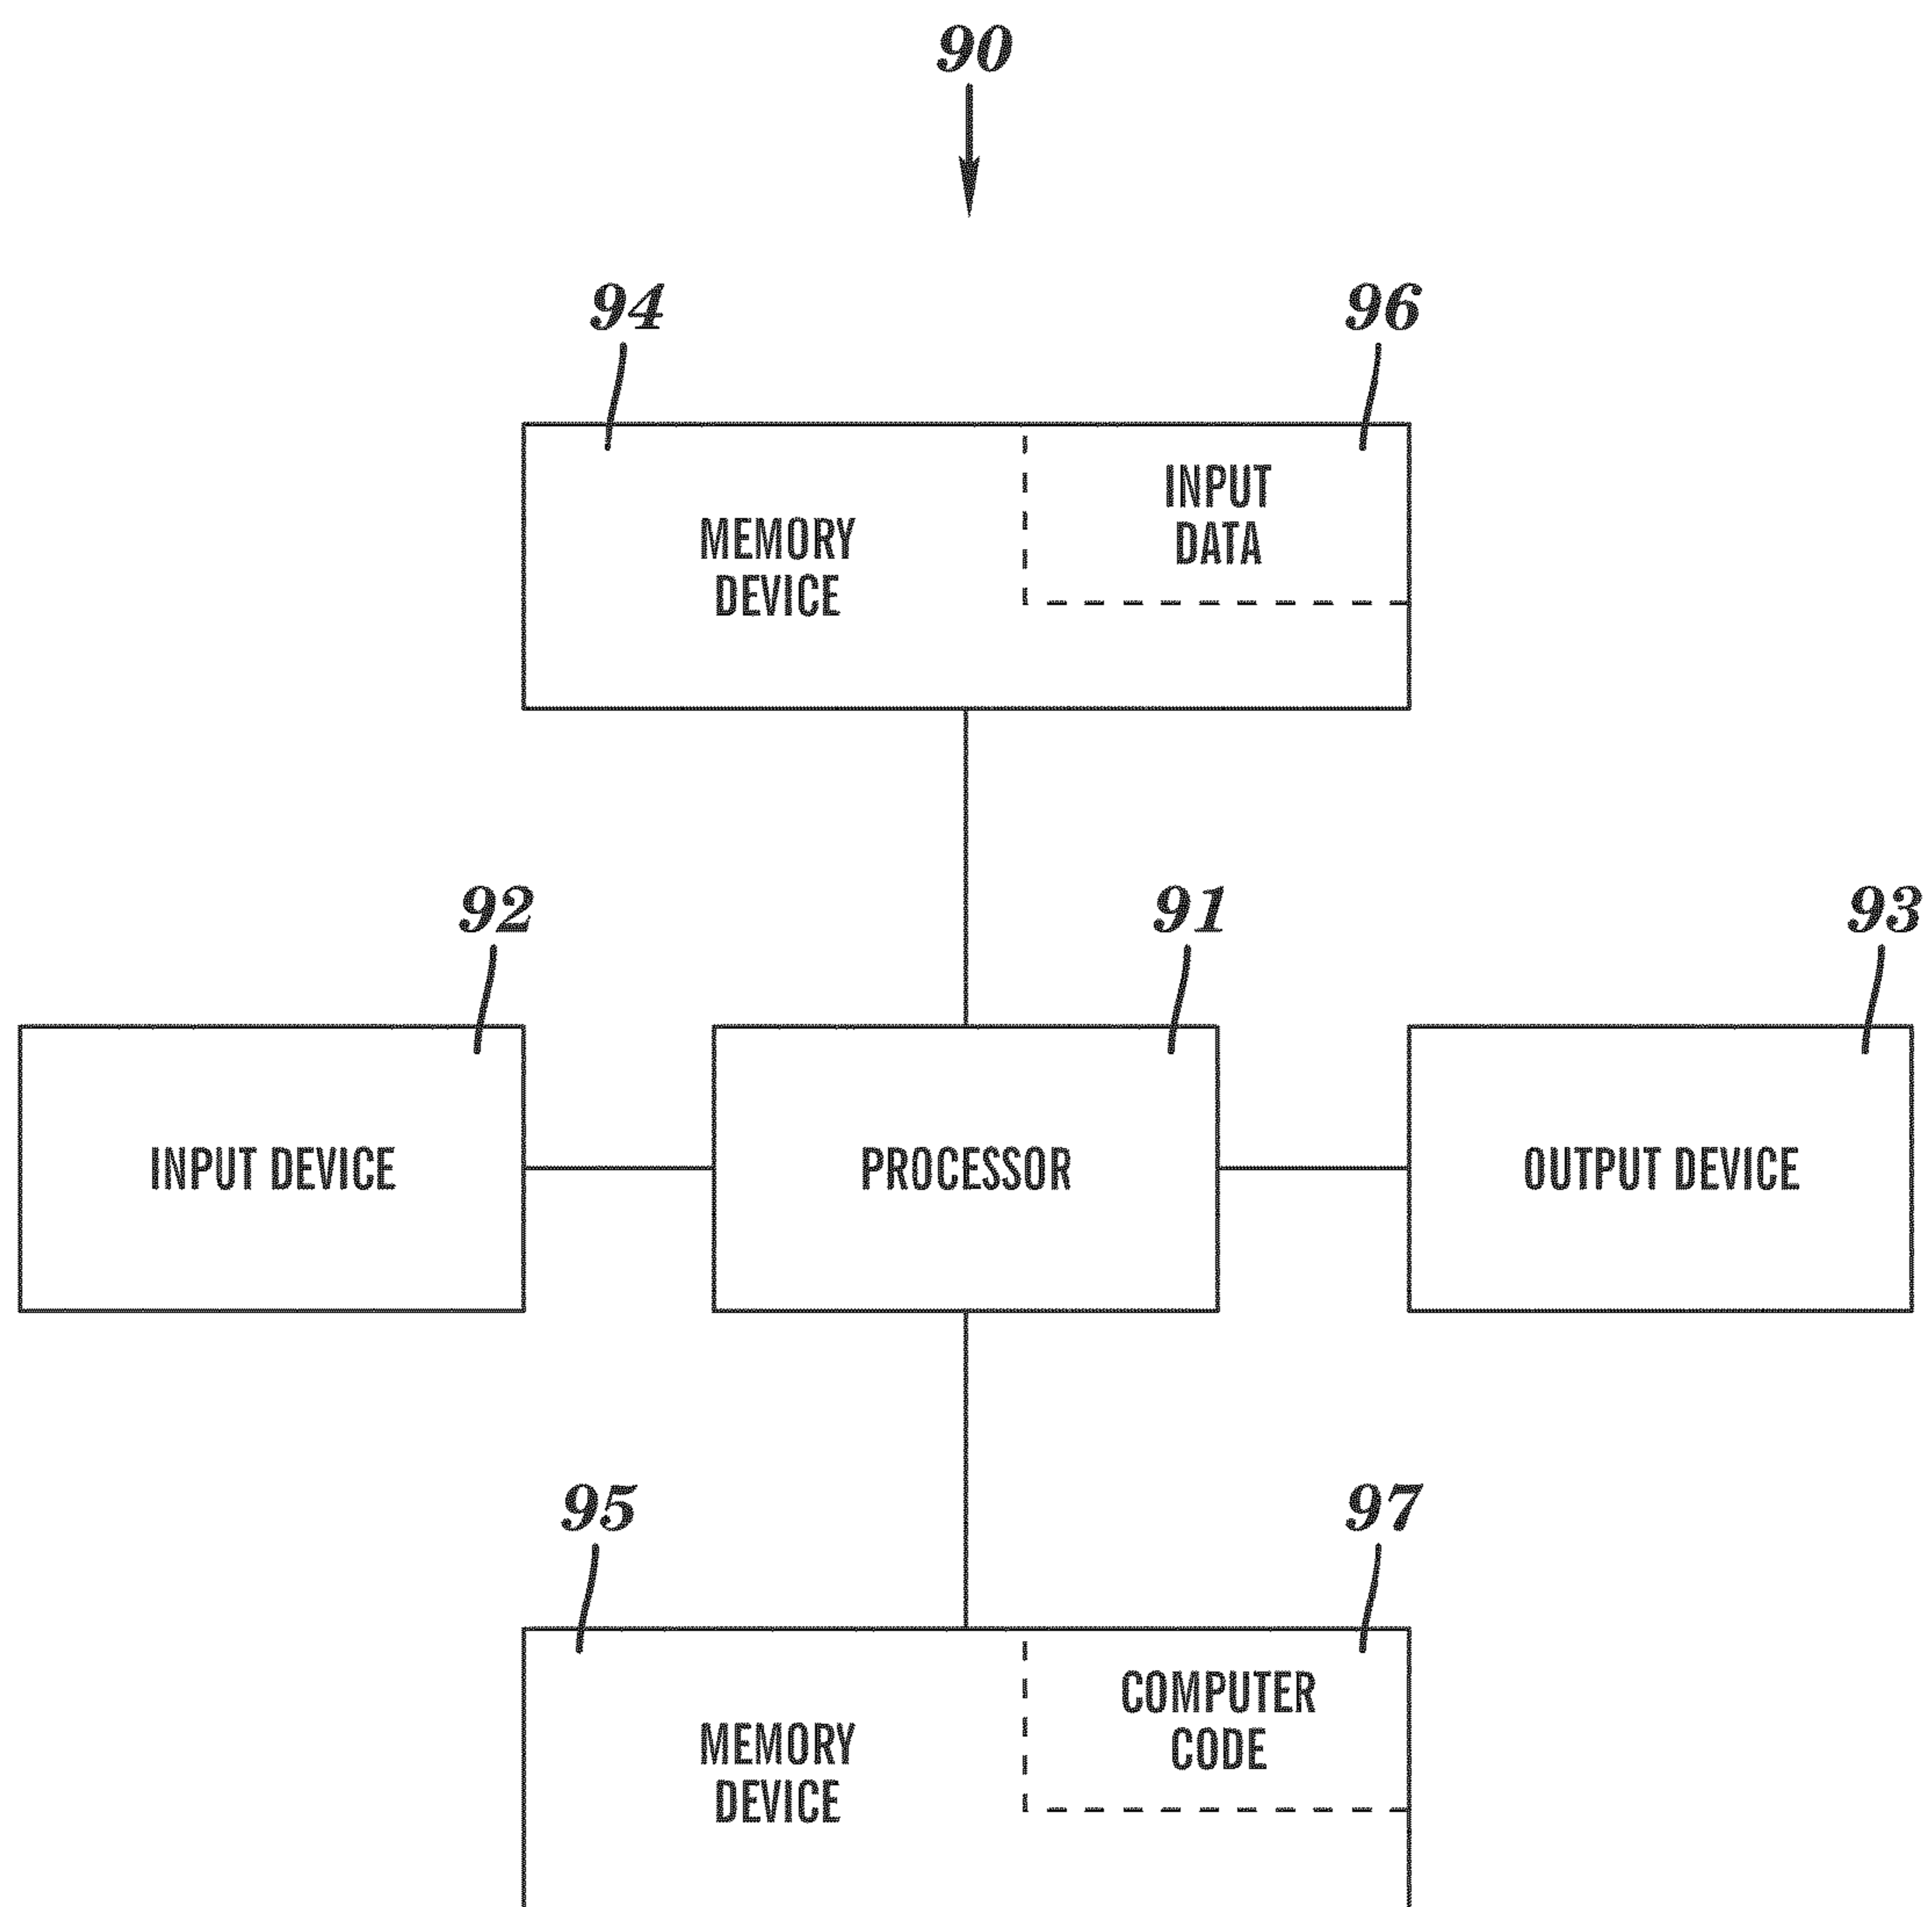 90
94
96
MEMORY
DEVICE
INPUT
DATA
92
91
93
INPUT DEVICE
PROCESSOR
OUTPUT DEVICE
95
97
MEMORY
DEVICE
COMPUTER
CODE